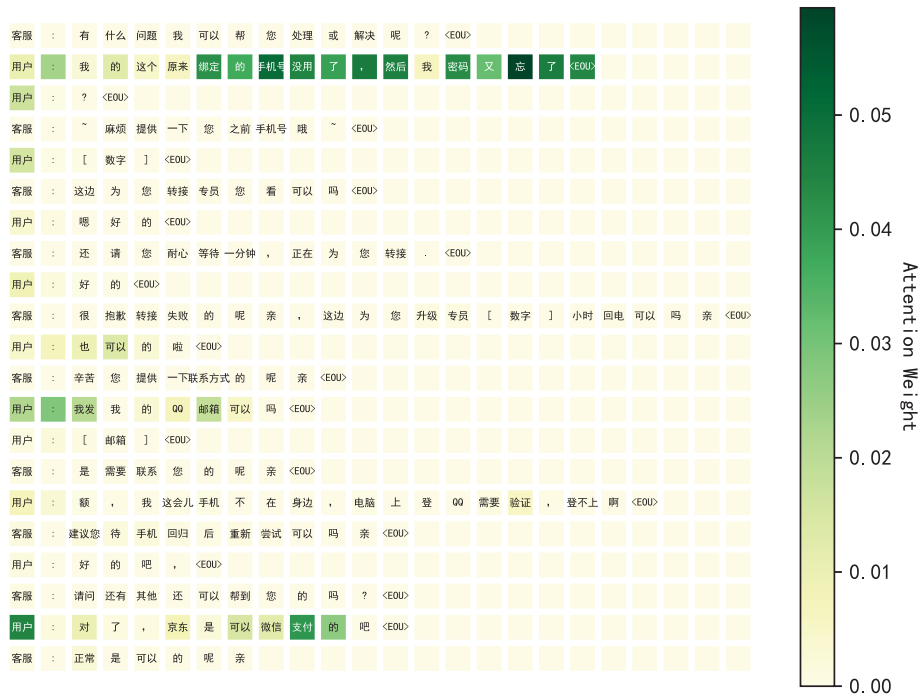 客服 : 有 什么 问题 我 可以 帮 您 处理 或 解决 呢 ? <EOU>
用户 : 我 的 这个 原来 绑定 的 手机号 没用 了 , 然后 我 密码 又 忘 了 <EOU>
用户 : ? <EOU>
客服 : ~ 麻烦 提供 一下 您 之前 手机号 哦 ~ <EOU>
用户 : [ 数字 ] <EOU>
客服 : 这边 为 您 转接 专员 您 看 可以 吗 <EOU>
用户 : 嗯 好 的 <EOU>
客服 : 还 请 您 耐心 等待 一分钟 , 正在 为 您 转接 . <EOU>
用户 : 好 的 <EOU>
客服 : 很 抱歉 转接 失败 的 呢 亲 , 这边 为 您 升级 专员 [ 数字 ] 小时 回电 可以 吗 亲 <EOU>
用户 : 也 可以 的 啦 <EOU>
客服 : 辛苦 您 提供 一下 联系方式 的 呢 亲 <EOU>
用户 : 我发 我 的 QQ 邮箱 可以 吗 <EOU>
用户 : [ 邮箱 ] <EOU>
客服 : 是 需要 联系 您 的 呢 亲 <EOU>
用户 : 额 , 我 这会儿 手机 不 在 身边 , 电脑 上 登 QQ 需要 验证 , 登不上 啊 <EOU>
客服 : 建议您 待 手机 回归 后 重新 尝试 可以 吗 亲 <EOU>
用户 : 好 的 吧 , <EOU>
客服 : 请问 还有 其他 还 可以 帮到 您 的 吗 ? <EOU>
用户 : 对 了 , 京东 是 可以 微信 支付 的 吧 <EOU>
客服 : 正常 是 可以 的 呢 亲
0.05
0.04
0.03
0.02
0.01
0.00
Attention Weight